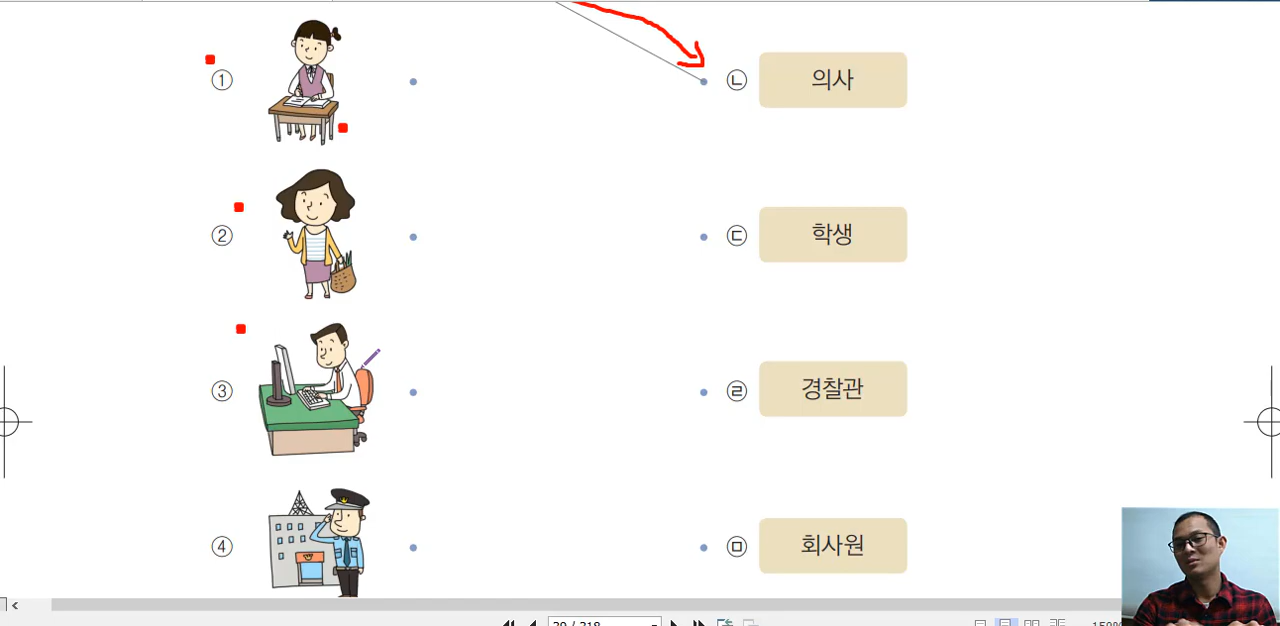 ① ㉡ 의사
② ㉢ 학생
③ ㉣ 경찰관
④ ㉤ 회사원